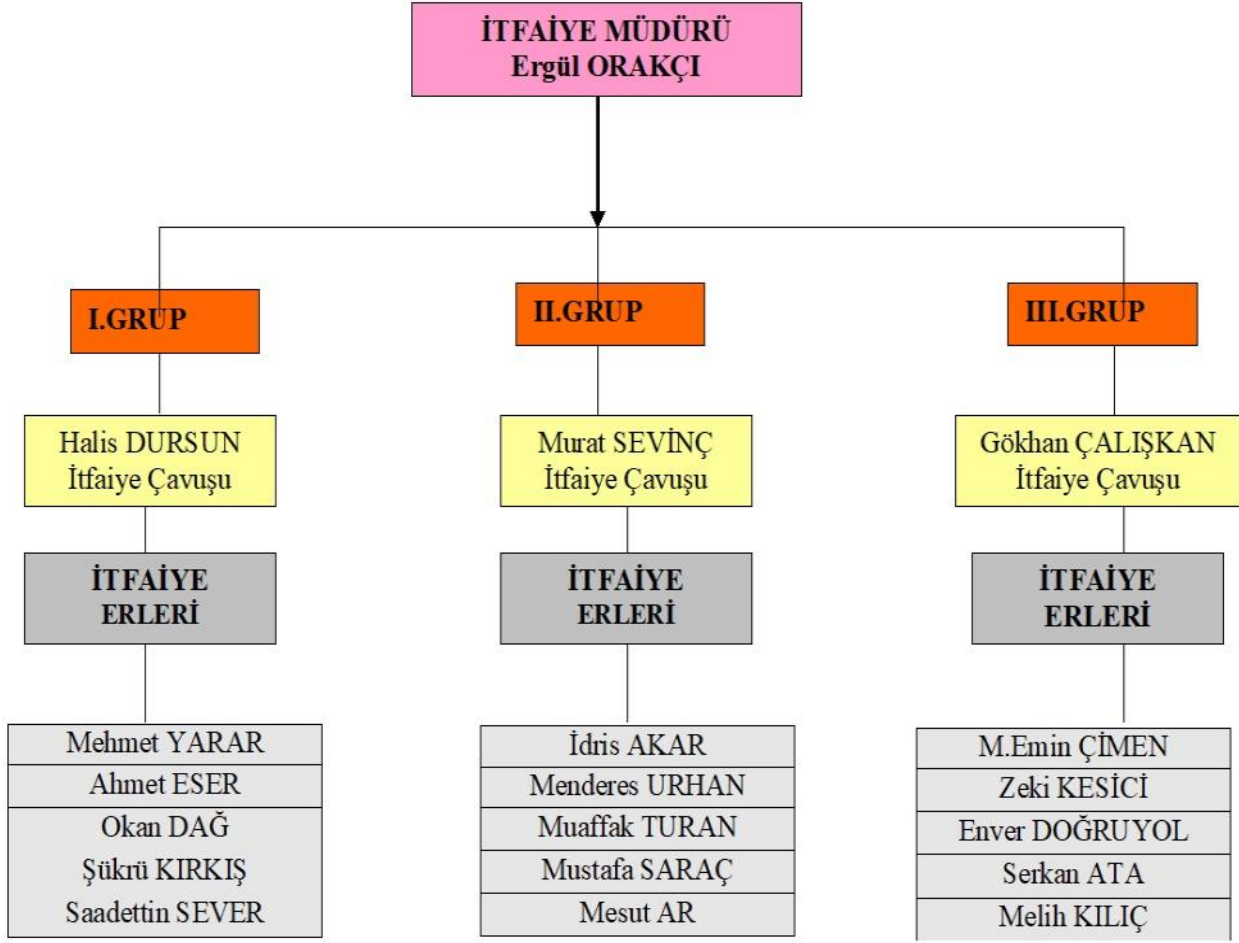 İTFAİYE MÜDÜRÜ
Ergül ORAKÇI
I.GRUP
II.GRUP
III.GRUP
Halis DURSUN
İtfaiye Çavuşu
Murat SEVİNÇ
İtfaiye Çavuşu
Gökhan ÇALIŞKAN
İtfaiye Çavuşu
İTFAİYE
ERLERİ
İTFAİYE
ERLERİ
İTFAİYE
ERLERİ
Mehmet YARAR
Ahmet ESER
Okan DAĞ
Şükrü KIRKIŞ
Saadettin SEVER
İdris AKAR
Menderes URHAN
Muaffak TURAN
Mustafa SARAÇ
Mesut AR
M.Emin ÇİMEN
Zeki KESİCİ
Enver DOĞRUYOL
Serkan ATA
Melih KILIÇ